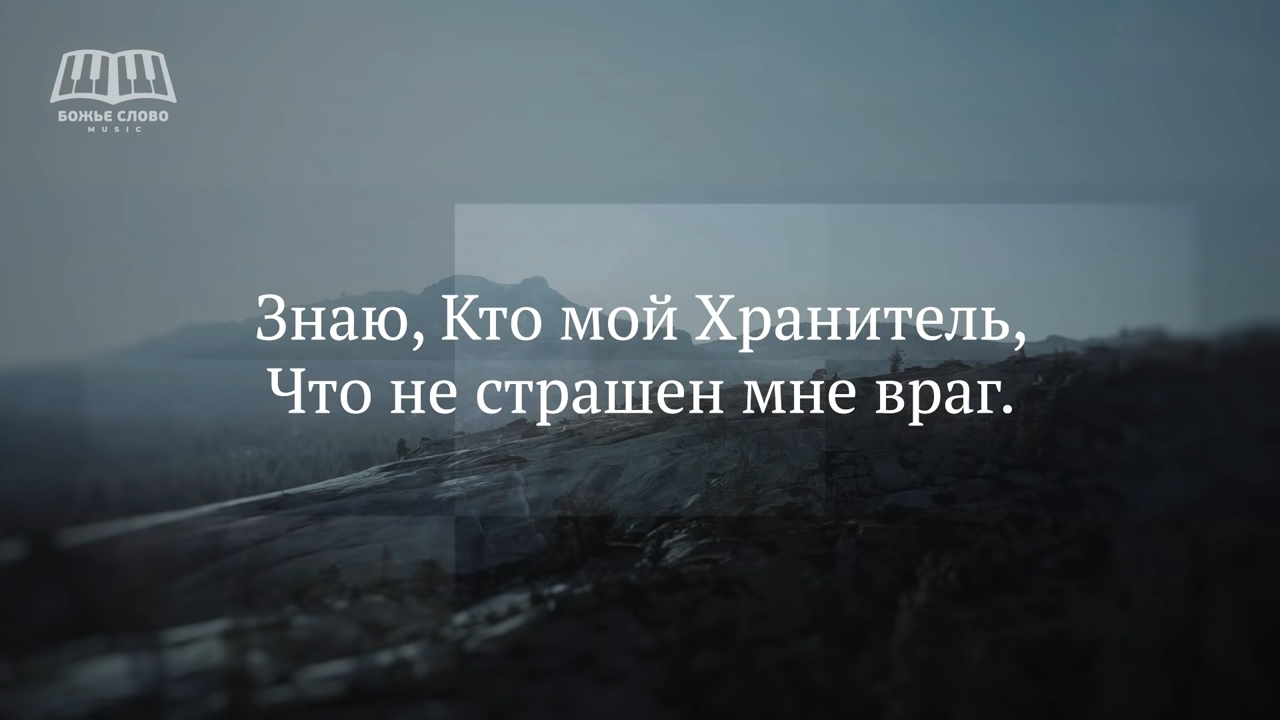 БОЖЬЕ СЛОВО
MUSIC
Знаю, Кто мой Хранитель,
Что не страшен мне враг.